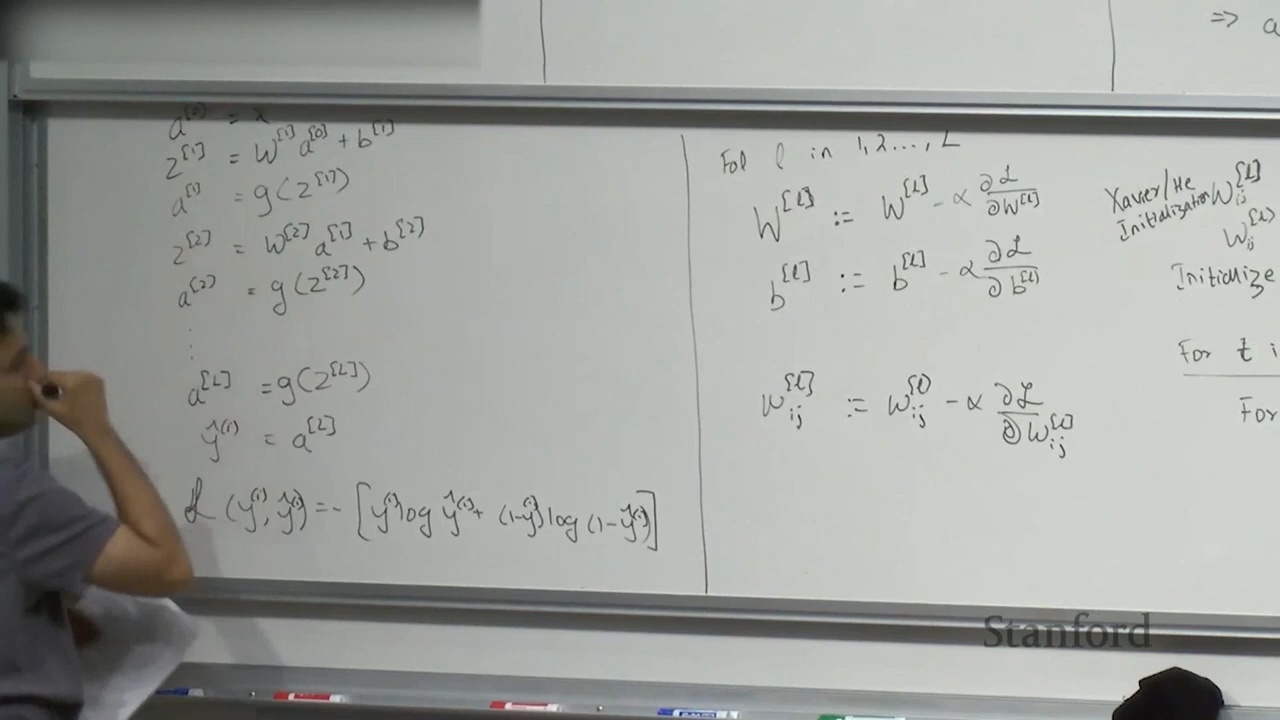 ⇒ a
a^[0] = x
z^[1] = W^[1] a^[0] + b^[1]
a^[1] = g(z^[1])
z^[2] = W^[2] a^[1] + b^[2]
a^[2] = g(z^[2])
⋮
a^[L] = g(z^[L])
ŷ^(i) = a^[L]
ℒ(y^(i), ŷ^(i)) = - [y^(i) log ŷ^(i) + (1-y^(i)) log (1-ŷ^(i))]
For l in 1,2...,L
W^[l] := W^[l] - α ∂ℒ/∂W^[l]
b^[l] := b^[l] - α ∂ℒ/∂b^[l]
w_ij^[l] := w_ij^[l] - α ∂ℒ/∂w_ij^[l]
Xavier/He
Initialization W_ij^[l]
W_ij^[l]
Initialize
For t i
For
Stanford